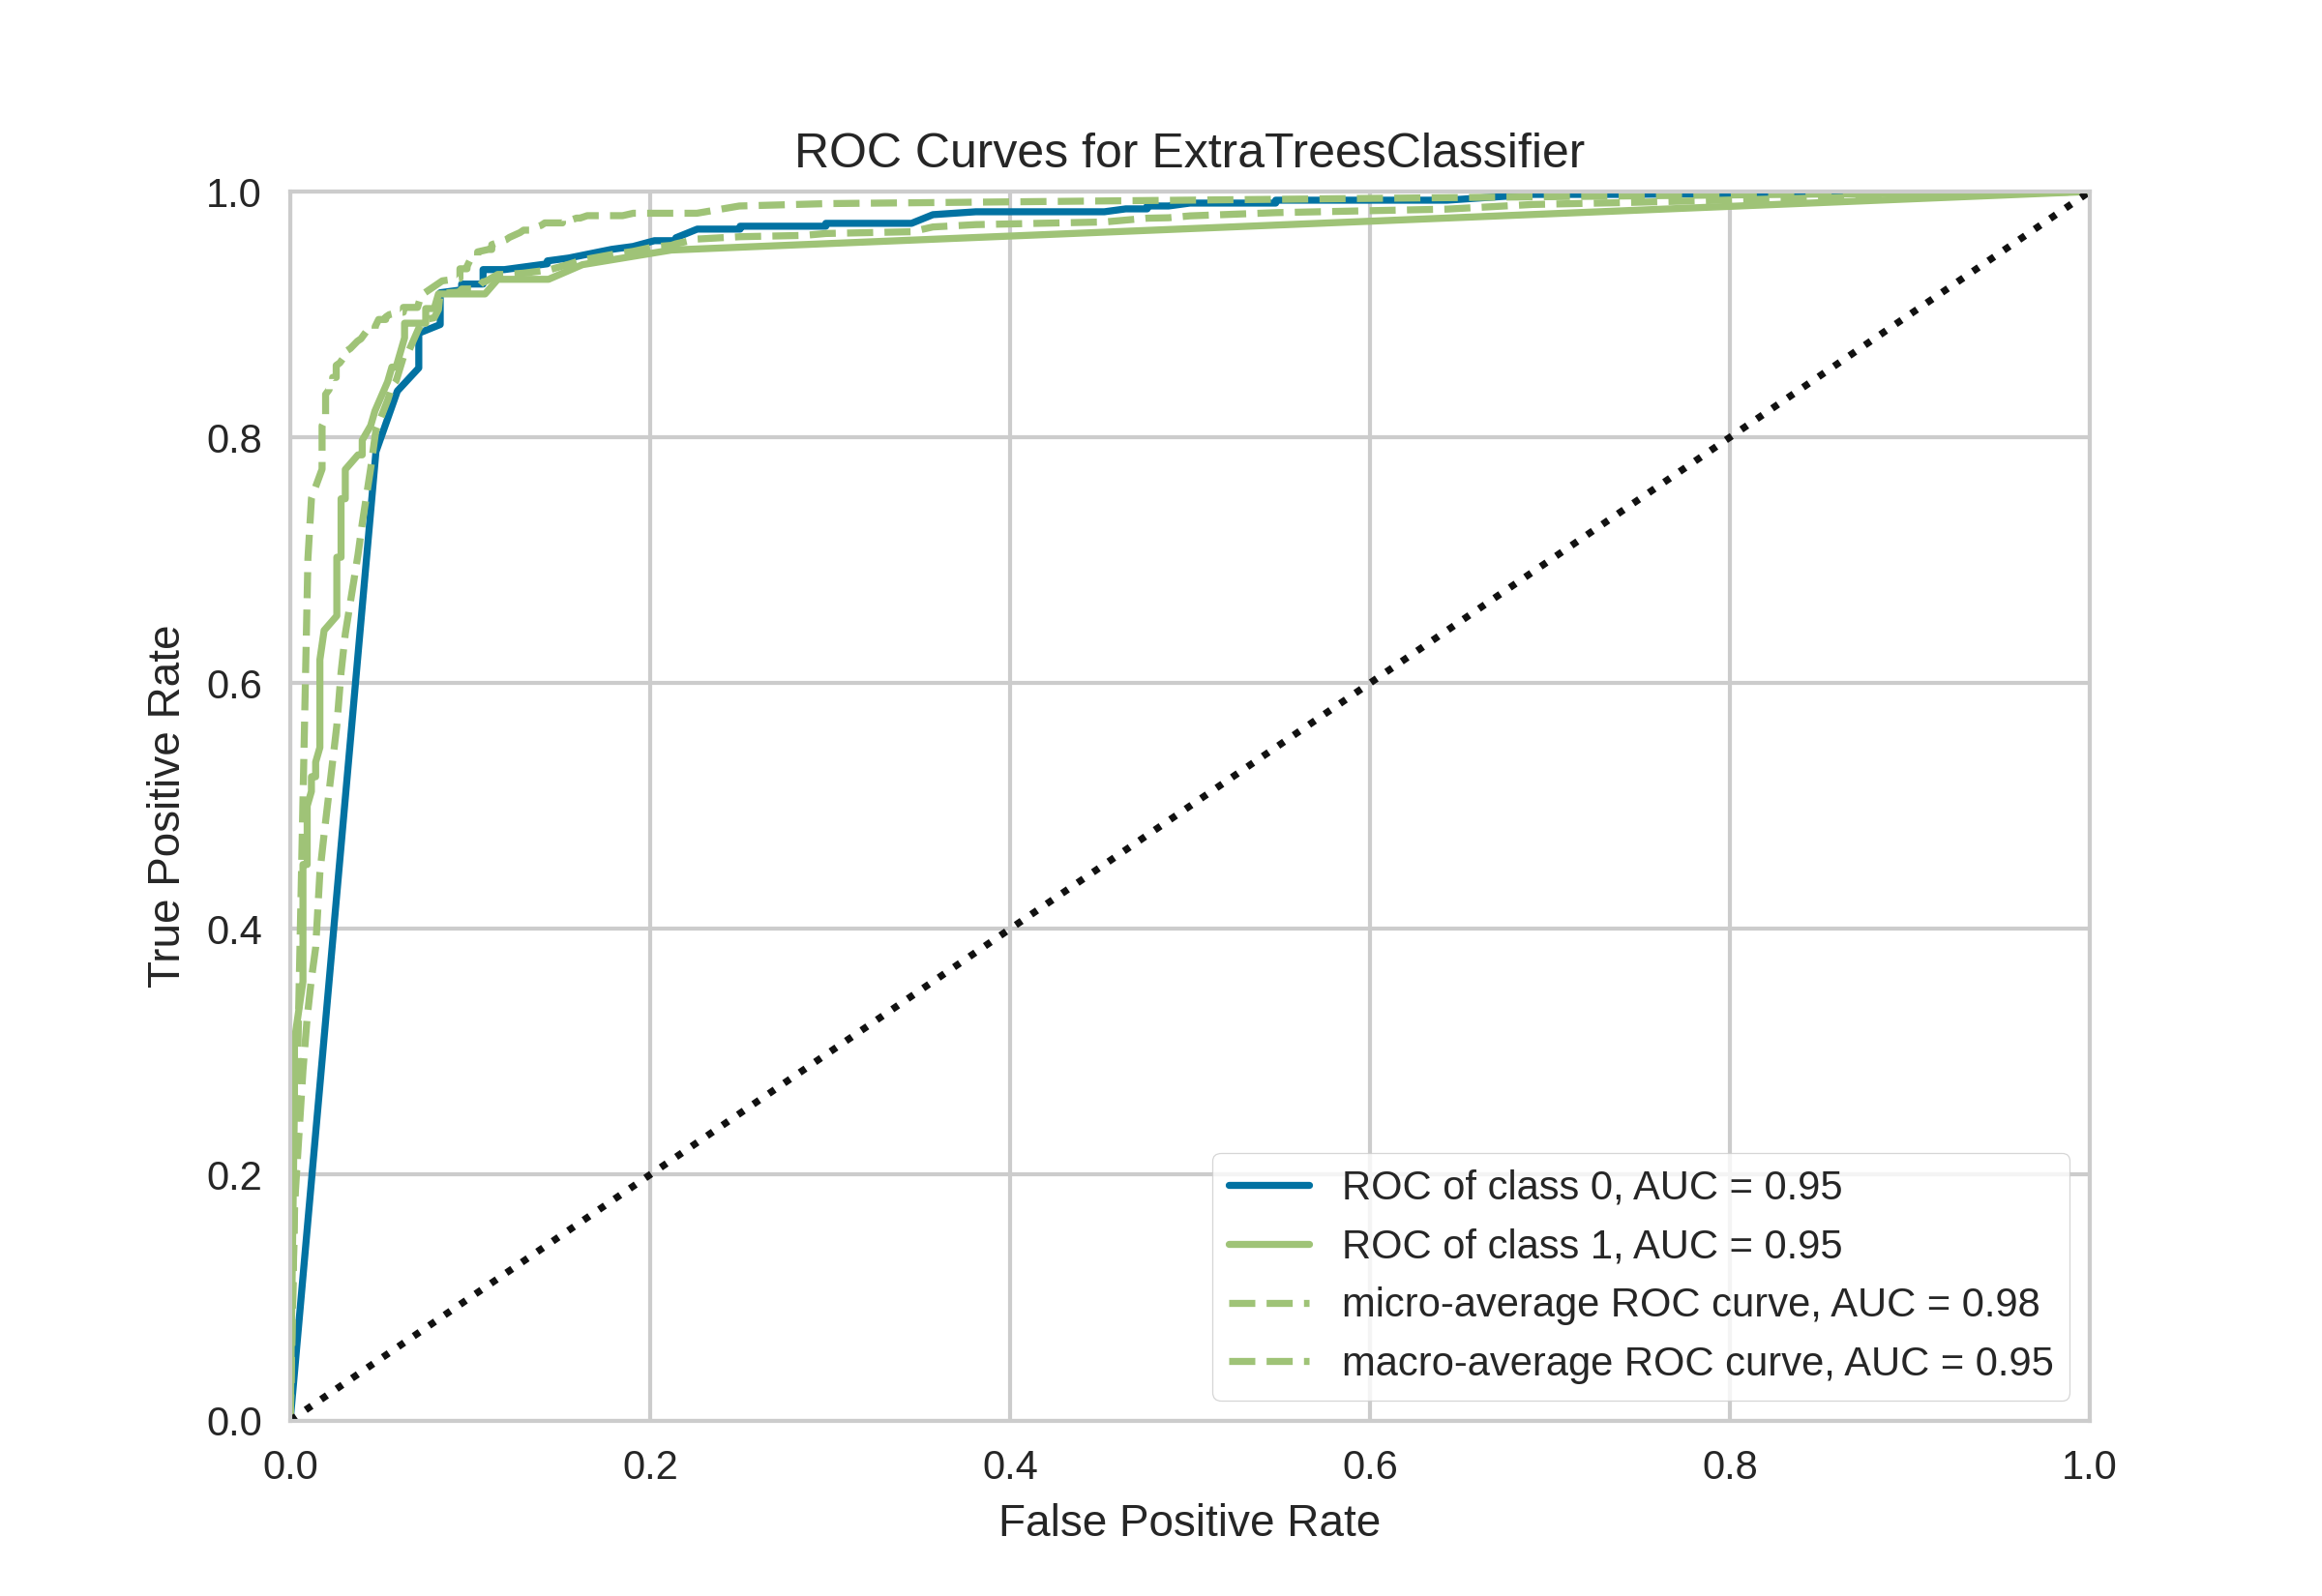 ROC Curves for ExtraTreesClassifier
1.0
0.8
0.6
0.4
0.2
0.0
True Positive Rate
ROC of class 0, AUC = 0.95
ROC of class 1, AUC = 0.95
micro-average ROC curve, AUC = 0.98
macro-average ROC curve, AUC = 0.95
0.0 0.2 0.4 0.6 0.8 1.0
False Positive Rate